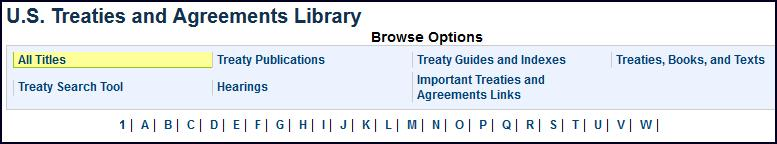 U.S. Treaties and Agreements Library
Browse Options
All Titles Treaty Publications Treaty Guides and Indexes Treaties, Books, and Texts
Treaty Search Tool Hearings Important Treaties and
Agreements Links
1 | A | B | C | D | E | F | G | H | I | J | K | L | M | N | O | P | Q | R | S | T | U | V | W |